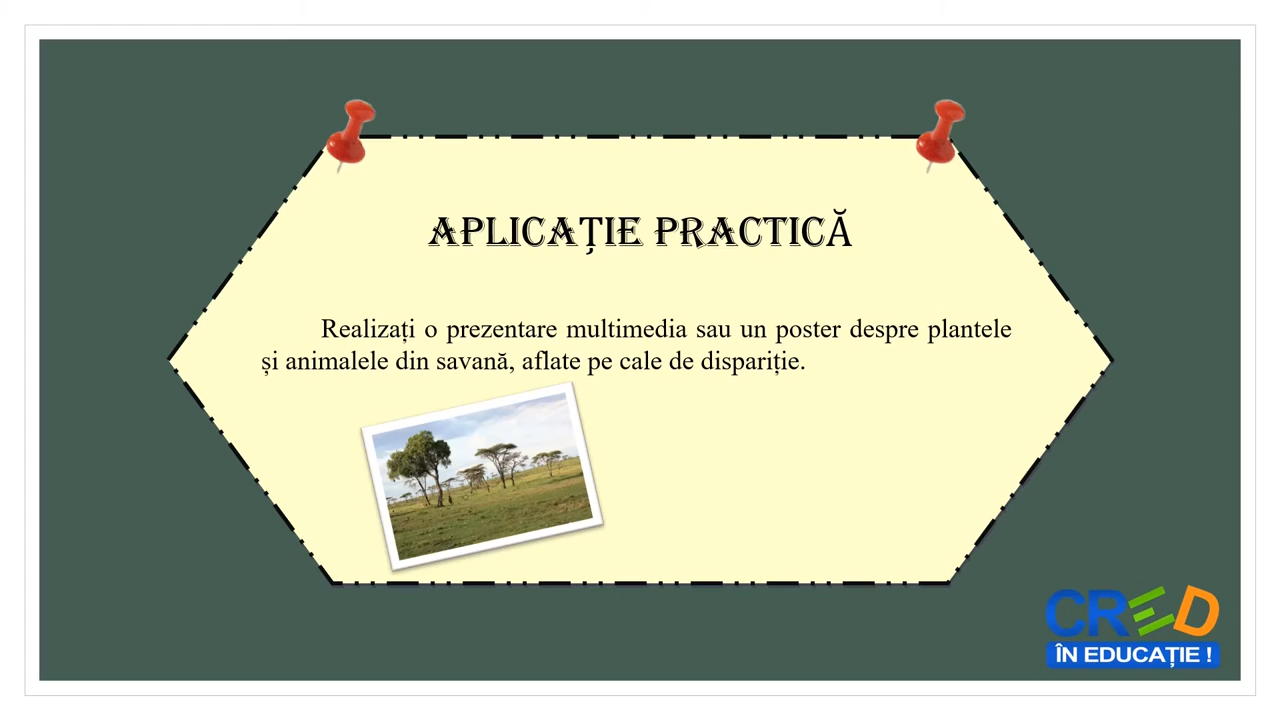 APLICAȚIE PRACTICĂ
Realizați o prezentare multimedia sau un poster despre plantele
și animalele din savană, aflate pe cale de dispariție.
CRED
ÎN EDUCAȚIE !